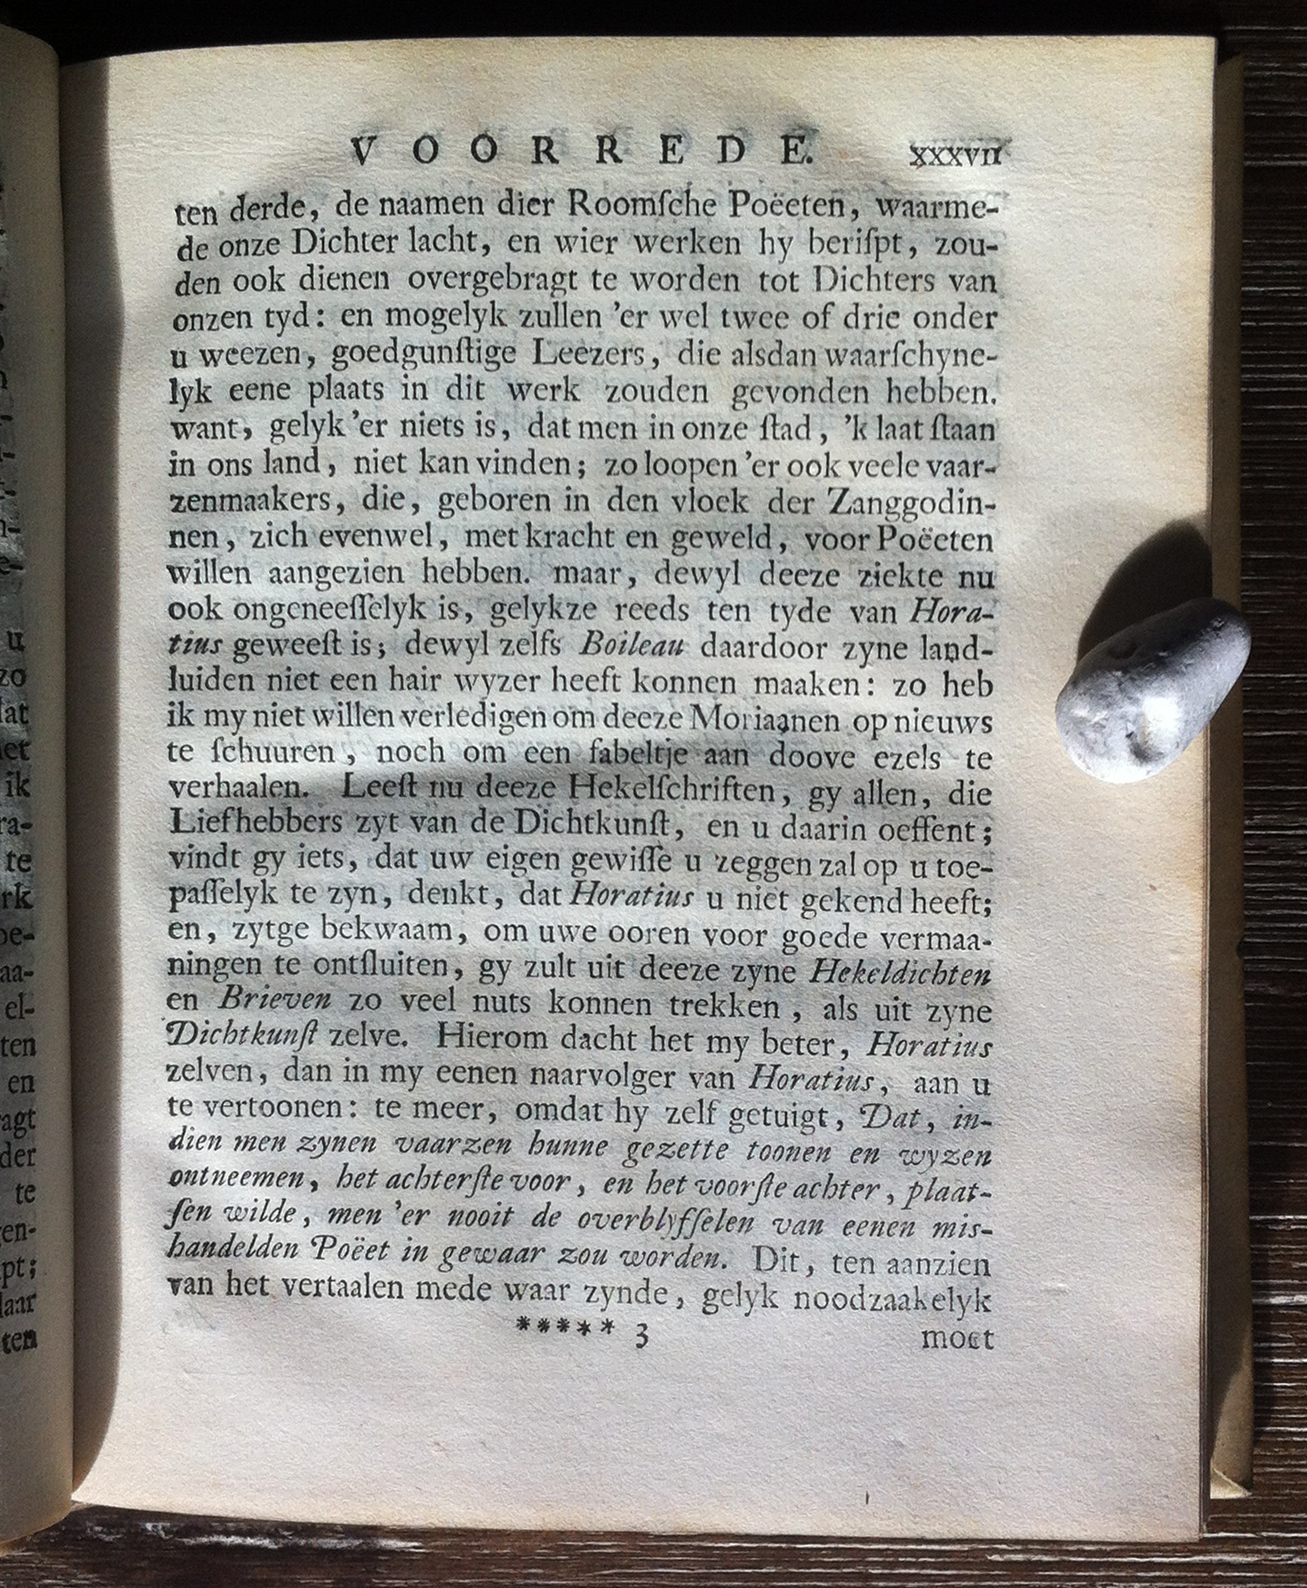 VOORREDE. XXXVII
ten derde, de naamen dier Roomſche Poëeten, waarme-
de onze Dichter lacht, en wier werken hy beriſpt, zou-
den ook dienen overgebragt te worden tot Dichters van
onzen tyd: en mogelyk zullen 'er wel twee of drie onder
u weezen, goedgunſtige Leezers, die alsdan waarſchyne-
lyk eene plaats in dit werk zouden gevonden hebben.
want, gelyk 'er niets is, dat men in onze ſtad, 'k laat ſtaan
in ons land, niet kan vinden; zo loopen 'er ook veele vaar-
zenmaakers, die, geboren in den vloek der Zanggodin-
nen, zich evenwel, met kracht en geweld, voor Poëeten
willen aangezien hebben. maar, dewyl deeze ziekte nu
ook ongeneeſſelyk is, gelykze reeds ten tyde van Hora-
tius geweeſt is; dewyl zelfs Boileau daardoor zyne land-
luiden niet een hair wyzer heeft konnen maaken: zo heb
ik my niet willen verledigen om deeze Moriaanen op nieuws
te ſchuuren, noch om een fabeltje aan doove ezels te
verhaalen. Leeſt nu deeze Hekelſchriften, gy allen, die
Liefhebbers zyt van de Dichtkunſt, en u daarin oeffent;
vindt gy iets, dat uw eigen gewiſſe u zeggen zal op u toe-
paſſelyk te zyn, denkt, dat Horatius u niet gekend heeft;
en, zytge bekwaam, om uwe ooren voor goede vermaa-
ningen te ontſluiten, gy zult uit deeze zyne Hekeldichten
en Brieven zo veel nuts konnen trekken, als uit zyne
Dichtkunſt zelve. Hierom dacht het my beter, Horatius
zelven, dan in my eenen naarvolger van Horatius, aan u
te vertoonen: te meer, omdat hy zelf getuigt, Dat, in-
dien men zynen vaarzen hunne gezette toonen en wyzen
ontneemen, het achterſte voor, en het voorſte achter, plaat-
ſen wilde, men 'er nooit de overblyfſelen van eenen mis-
handelden Poëet in gewaar zou worden. Dit, ten aanzien
van het vertaalen mede waar zynde, gelyk noodzaakelyk
***** 3 moet